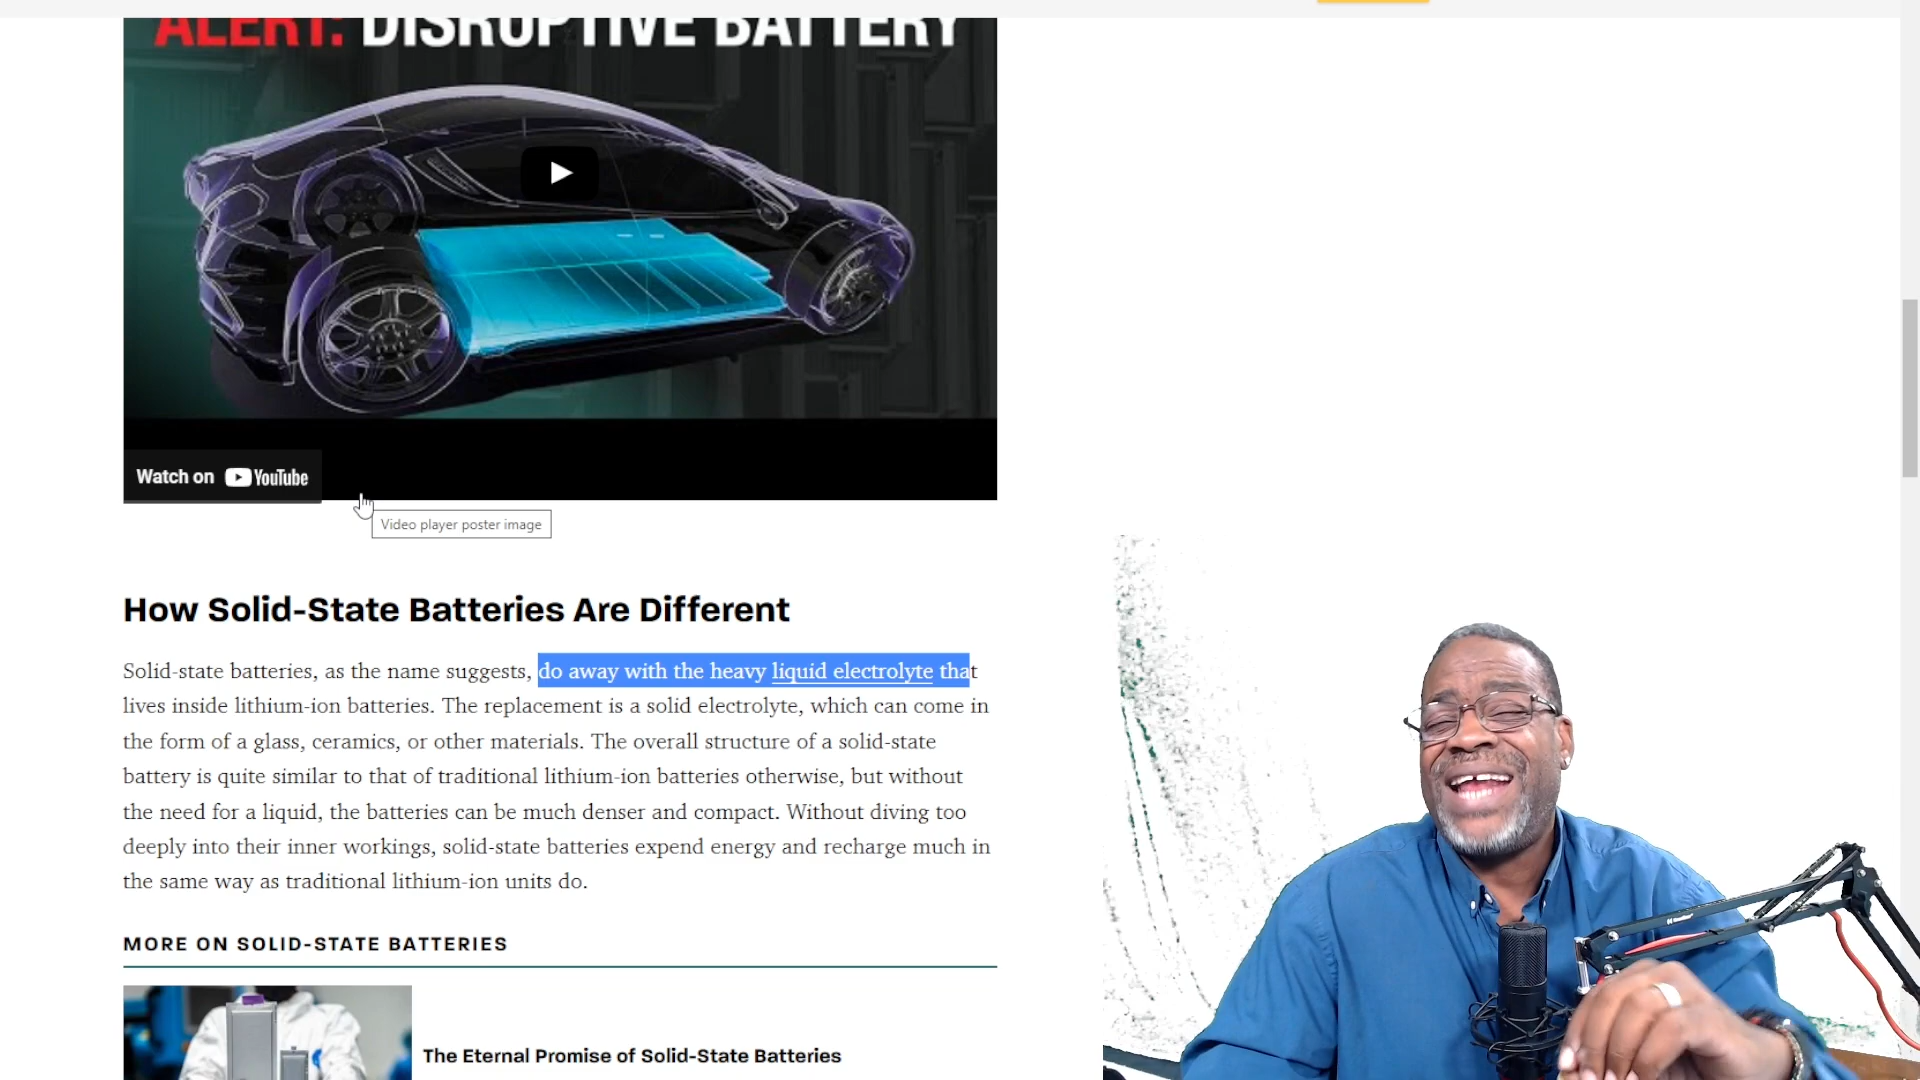 ALERT: DISRUPTIVE BATTERY
Watch on YouTube
Video player poster image
How Solid-State Batteries Are Different
Solid-state batteries, as the name suggests, do away with the heavy liquid electrolyte that
lives inside lithium-ion batteries. The replacement is a solid electrolyte, which can come in
the form of a glass, ceramics, or other materials. The overall structure of a solid-state
battery is quite similar to that of traditional lithium-ion batteries otherwise, but without
the need for a liquid, the batteries can be much denser and compact. Without diving too
deeply into their inner workings, solid-state batteries expend energy and recharge much in
the same way as traditional lithium-ion units do.
MORE ON SOLID-STATE BATTERIES
The Eternal Promise of Solid-State Batteries